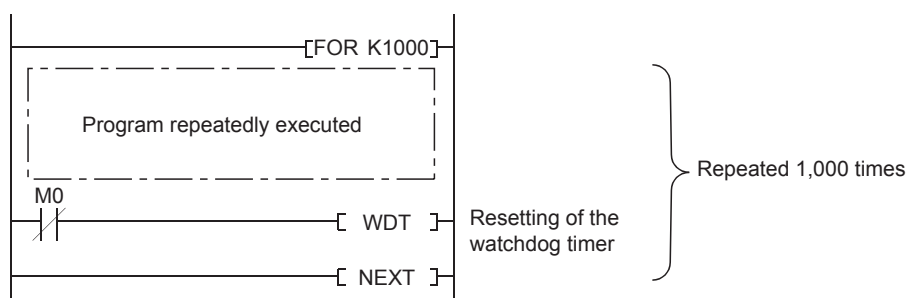 FOR K1000
Program repeatedly executed
M0
WDT
Resetting of the
watchdog timer
NEXT
Repeated 1,000 times